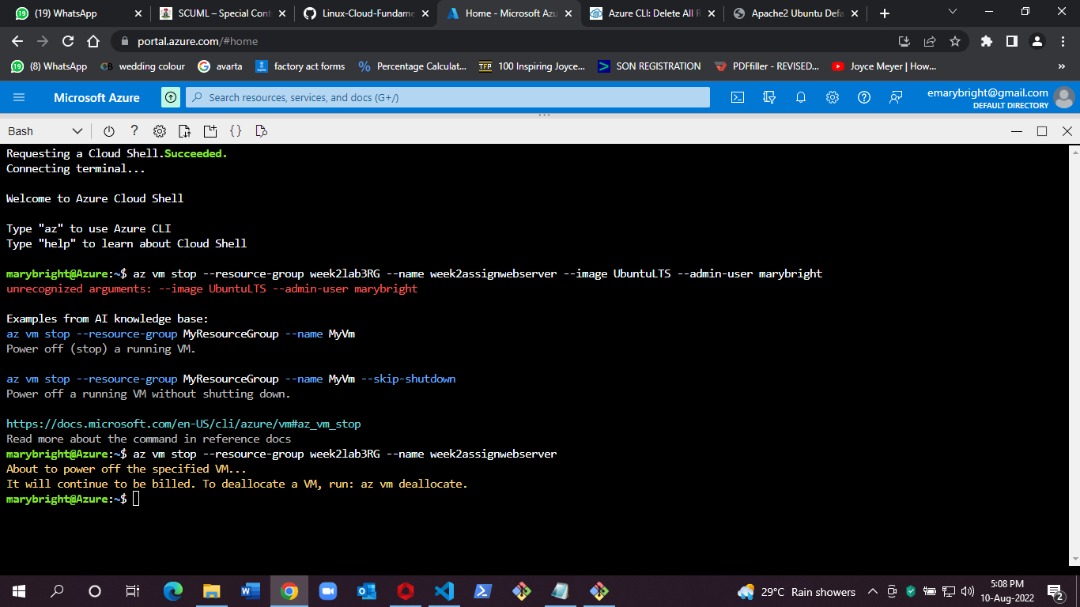 (19) WhatsApp
SCUML – Special Cont
Linux-Cloud-Fundame
Home - Microsoft Azu
Azure CLI: Delete All R
Apache2 Ubuntu Defa
portal.azure.com/#home
(8) WhatsApp
wedding colour
avarta
factory act forms
Percentage Calculat...
100 Inspiring Joyce...
SON REGISTRATION
PDFfiller - REVISED...
Joyce Meyer | How...
Microsoft Azure
Search resources, services, and docs (G+/)
emarybright@gmail.com
DEFAULT DIRECTORY
Bash
Requesting a Cloud Shell.Succeeded.
Connecting terminal...
Welcome to Azure Cloud Shell
Type "az" to use Azure CLI
Type "help" to learn about Cloud Shell
marybright@Azure:~$ az vm stop --resource-group week2lab3RG --name week2assignwebserver --image UbuntuLTS --admin-user marybright
unrecognized arguments: --image UbuntuLTS --admin-user marybright
Examples from AI knowledge base:
az vm stop --resource-group MyResourceGroup --name MyVm
Power off (stop) a running VM.
az vm stop --resource-group MyResourceGroup --name MyVm --skip-shutdown
Power off a running VM without shutting down.
https://docs.microsoft.com/en-US/cli/azure/vm#az_vm_stop
Read more about the command in reference docs
marybright@Azure:~$ az vm stop --resource-group week2lab3RG --name week2assignwebserver
About to power off the specified VM...
It will continue to be billed. To deallocate a VM, run: az vm deallocate.
marybright@Azure:~$
29°C Rain showers
5:08 PM
10-Aug-2022
2